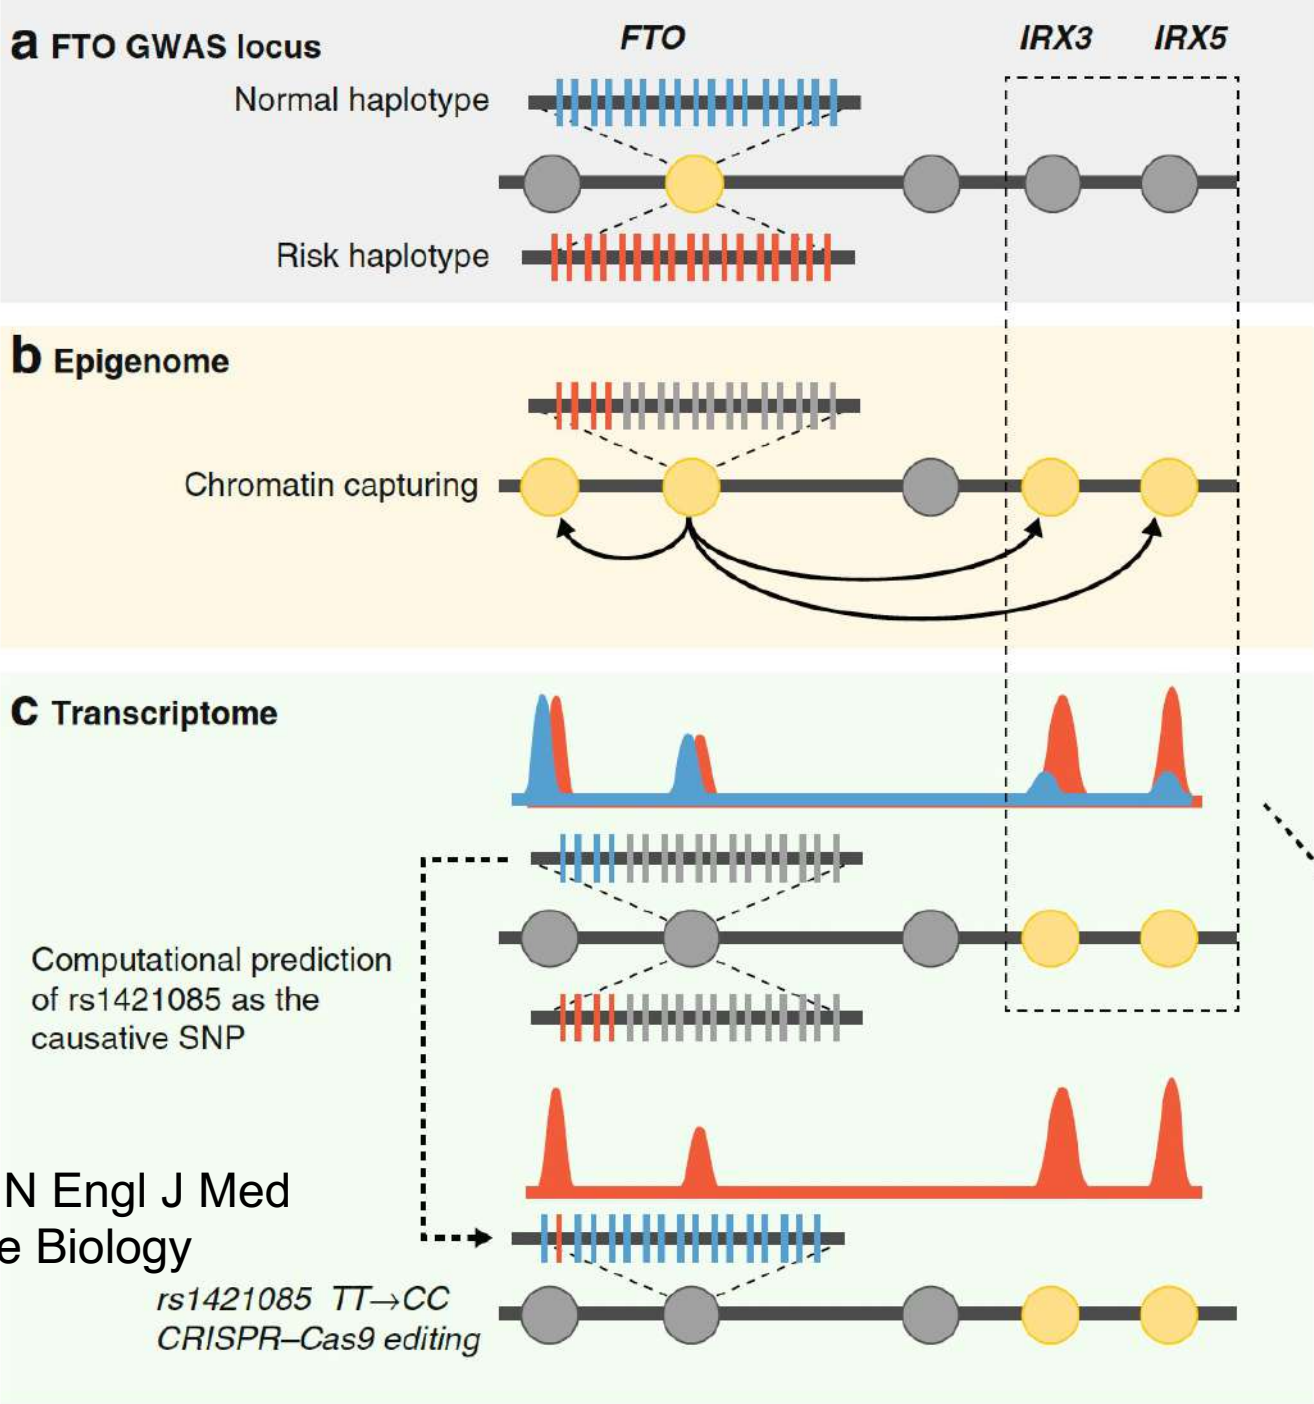 a FTO GWAS locus
FTO
IRX3
IRX5
Normal haplotype
Risk haplotype
b Epigenome
Chromatin capturing
c Transcriptome
Computational prediction
of rs1421085 as the
causative SNP
N Engl J Med
e Biology
rs1421085 TT→CC
CRISPR–Cas9 editing